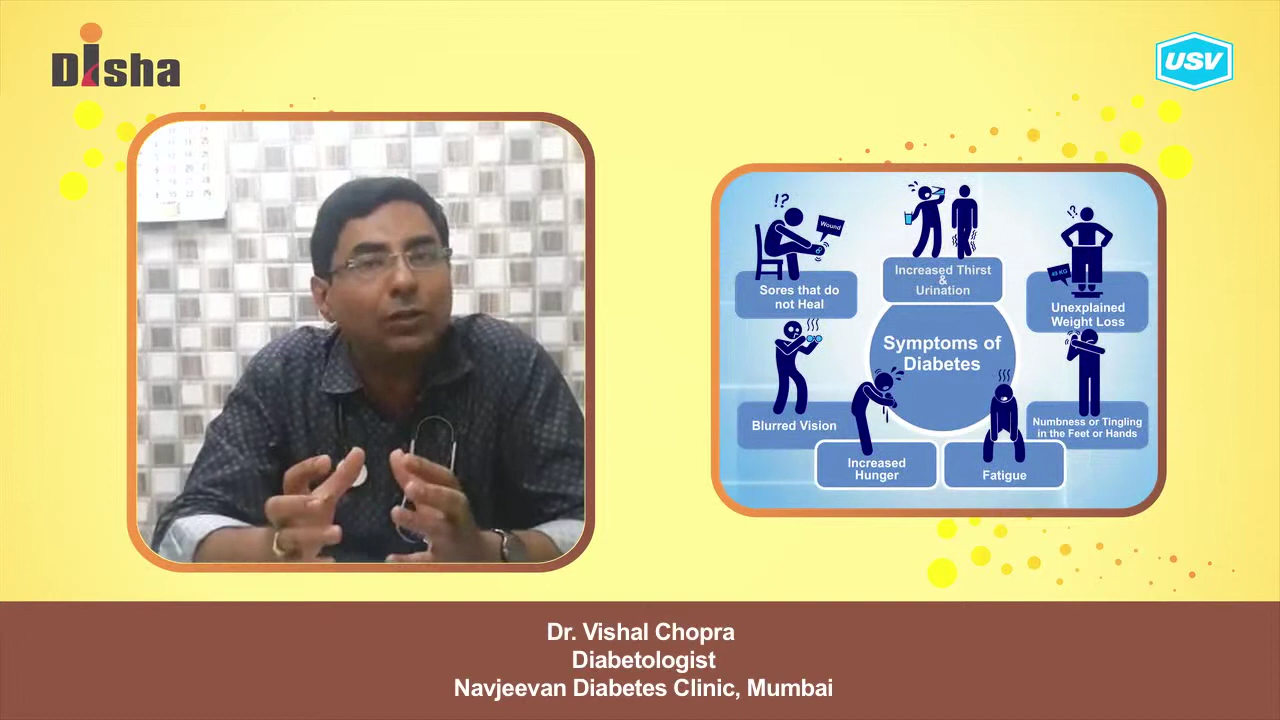 Disha
USV
!?
Wound
Sores that do
not Heal
Increased Thirst
&
Urination
?
Unexplained
Weight Loss
Symptoms of
Diabetes
Blurred Vision
Increased
Hunger
Fatigue
Numbness or Tingling
in the Feet or Hands
Dr. Vishal Chopra
Diabetologist
Navjeevan Diabetes Clinic, Mumbai